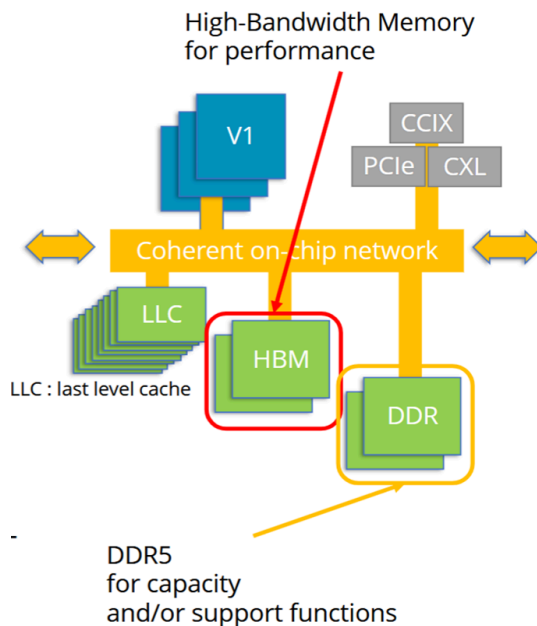 High-Bandwidth Memory
for performance
V1
CCIX
PCIe
CXL
Coherent on-chip network
LLC
HBM
LLC : last level cache
DDR
-
DDR5
for capacity
and/or support functions